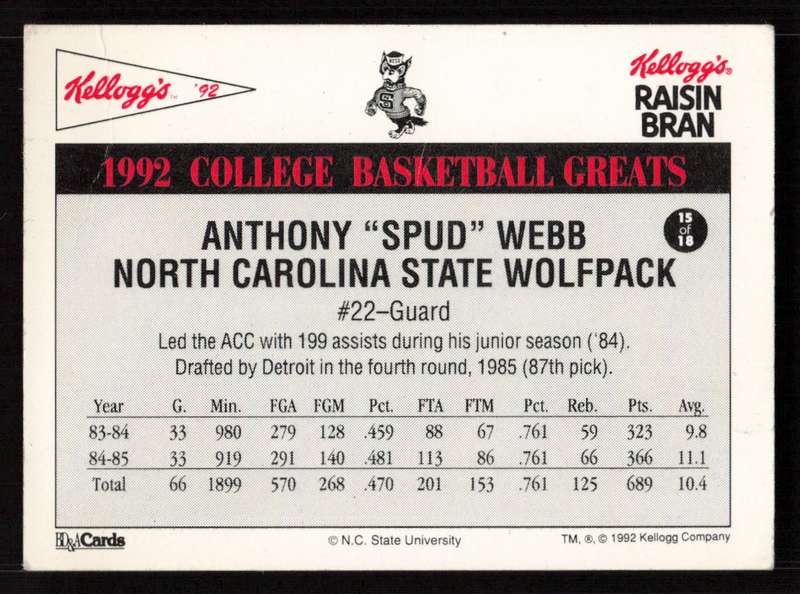 Kellogg's™ '92
Kellogg's®
RAISIN
BRAN
1992 COLLEGE BASKETBALL GREATS
ANTHONY “SPUD” WEBB
15 of 18
NORTH CAROLINA STATE WOLFPACK
#22–Guard
Led the ACC with 199 assists during his junior season ('84).
Drafted by Detroit in the fourth round, 1985 (87th pick).
Year G. Min. FGA FGM Pct. FTA FTM Pct. Reb. Pts. Avg.
83-84 33 980 279 128 .459 88 67 .761 59 323 9.8
84-85 33 919 291 140 .481 113 86 .761 66 366 11.1
Total 66 1899 570 268 .470 201 153 .761 125 689 10.4
BD&A Cards © N.C. State University TM, ®, © 1992 Kellogg Company